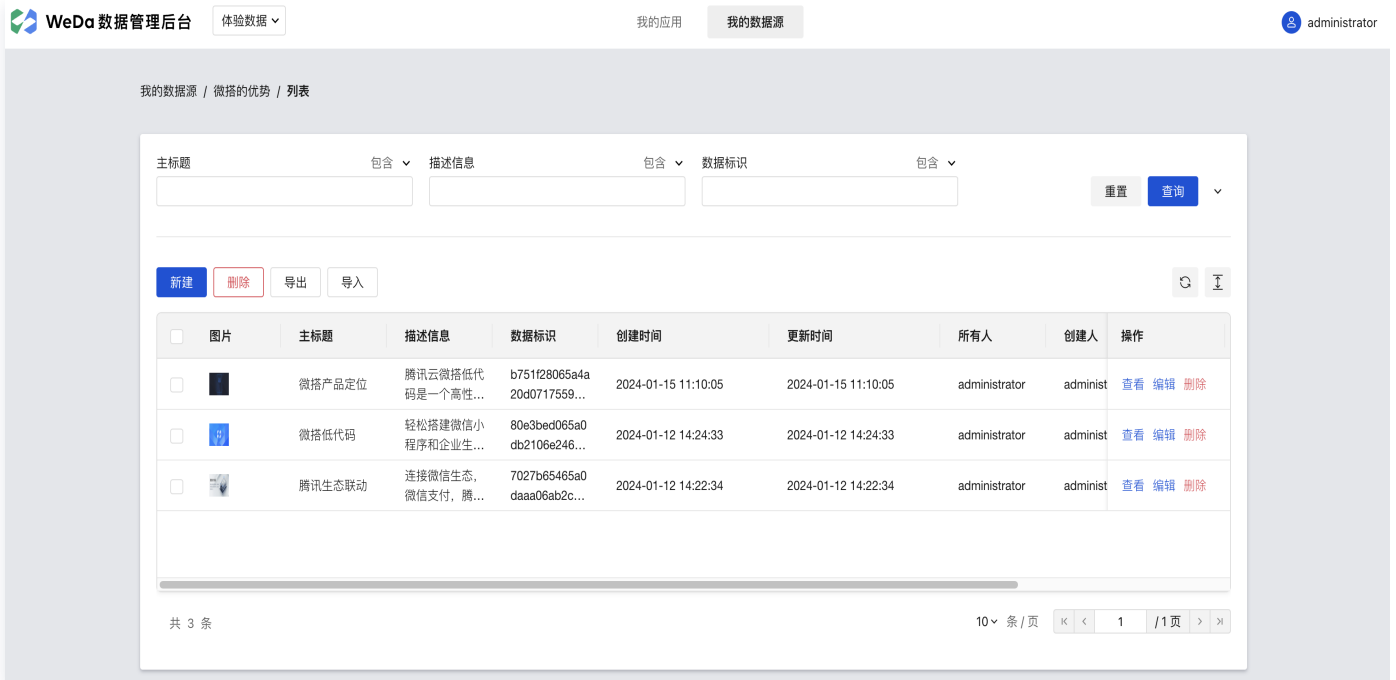 WeDa 数据管理后台 体验数据 我的应用 我的数据源 administrator
我的数据源 / 微搭的优势 / 列表
主标题 包含 描述信息 包含 数据标识 包含
重置 查询
新建 删除 导出 导入
图片 主标题 描述信息 数据标识 创建时间 更新时间 所有人 创建人 操作
微搭产品定位 腾讯云微搭低代 b751f28065a4a 2024-01-15 11:10:05 2024-01-15 11:10:05 administrator administ 查看 编辑 删除
码是一个高性... 20d0717559...
微搭低代码 轻松搭建微信小 80e3bed065a0 2024-01-12 14:24:33 2024-01-12 14:24:33 administrator administ 查看 编辑 删除
程序和企业生... db2106e246...
腾讯生态联动 连接微信生态, 7027b65465a0 2024-01-12 14:22:34 2024-01-12 14:22:34 administrator administ 查看 编辑 删除
微信支付，腾... daaa06ab2c...
共 3 条 10 条 / 页 1 / 1 页